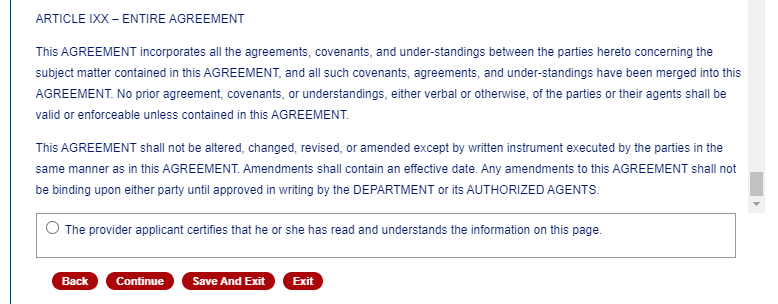 ARTICLE IXX – ENTIRE AGREEMENT
This AGREEMENT incorporates all the agreements, covenants, and under-standings between the parties hereto concerning the
subject matter contained in this AGREEMENT, and all such covenants, agreements, and under-standings have been merged into this
AGREEMENT. No prior agreement, covenants, or understandings, either verbal or otherwise, of the parties or their agents shall be
valid or enforceable unless contained in this AGREEMENT.
This AGREEMENT shall not be altered, changed, revised, or amended except by written instrument executed by the parties in the
same manner as in this AGREEMENT. Amendments shall contain an effective date. Any amendments to this AGREEMENT shall not
be binding upon either party until approved in writing by the DEPARTMENT or its AUTHORIZED AGENTS.
The provider applicant certifies that he or she has read and understands the information on this page.
Back Continue Save And Exit Exit